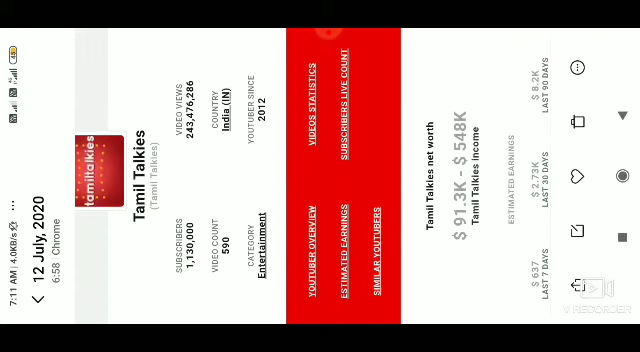 7:11 AM | 4.0KB/s
12 July, 2020
6:58 Chrome
tamiltalkies
Tamil Talkies
(Tamil Talkies)
SUBSCRIBERS
1,130,000
VIDEO VIEWS
243,476,286
VIDEO COUNT
590
COUNTRY
India (IN)
CATEGORY
Entertainment
YOUTUBER SINCE
2012
YOUTUBER OVERVIEW
VIDEOS STATISTICS
ESTIMATED EARNINGS
SUBSCRIBERS LIVE COUNT
SIMILAR YOUTUBERS
Tamil Talkies net worth
$ 91.3K - $ 548K
Tamil Talkies income
ESTIMATED EARNINGS
$ 637
LAST 7 DAYS
$ 2.73K
LAST 30 DAYS
$ 8.2K
LAST 90 DAYS
V RECORDER